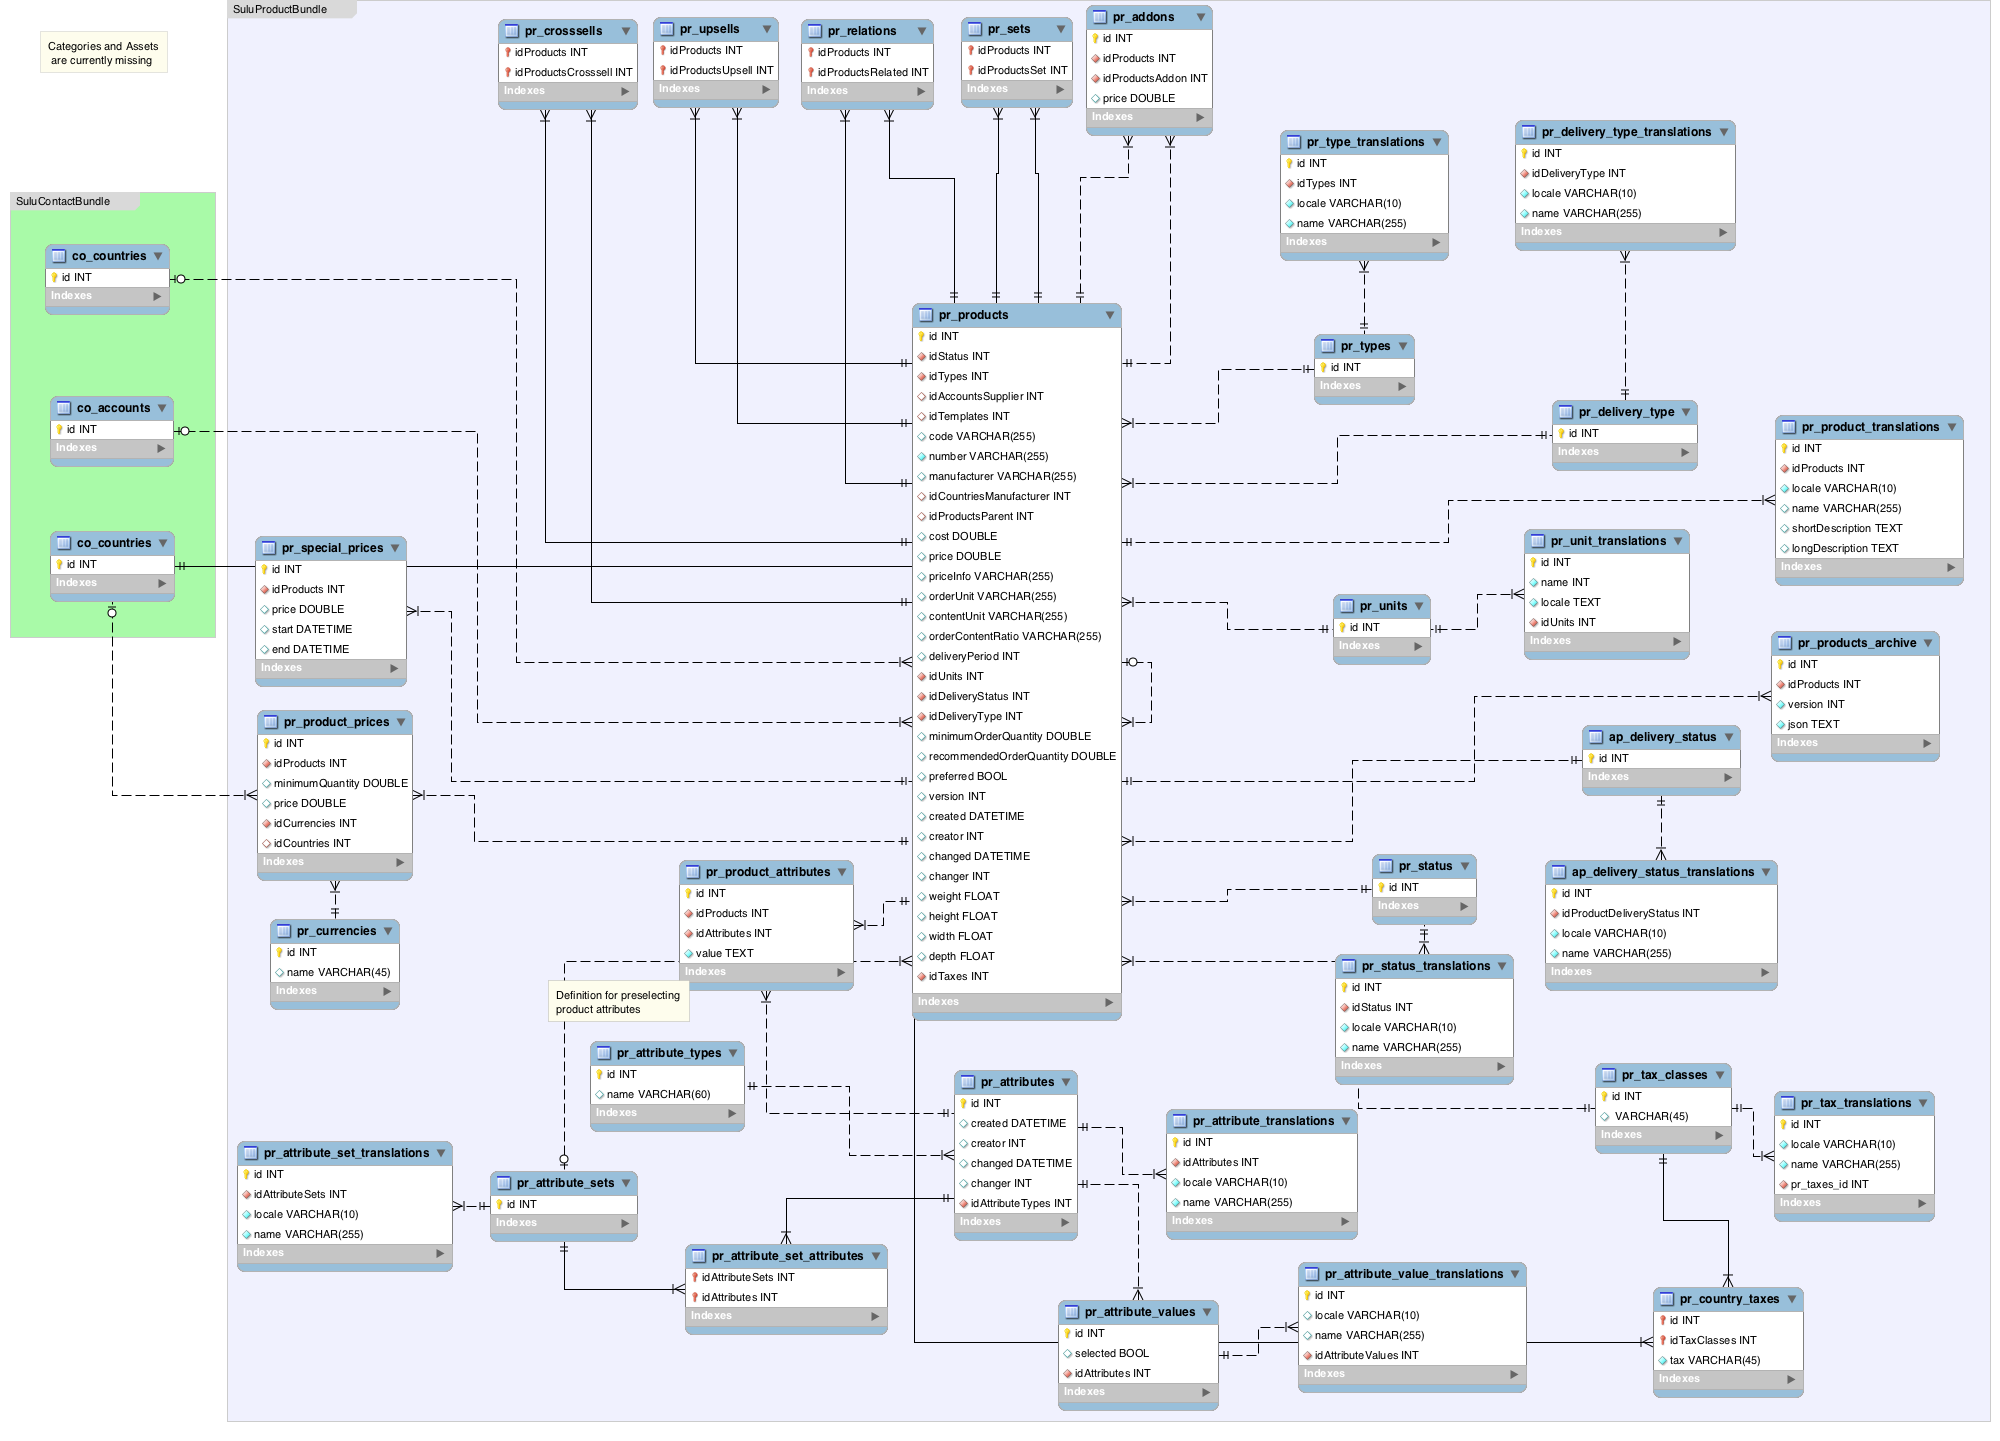 SuluProductBundle
Categories and Assets
are currently missing
pr_crosssells
idProducts INT
idProductsCrosssell INT
Indexes
pr_upsells
idProducts INT
idProductsUpsell INT
Indexes
pr_relations
idProducts INT
idProductsRelated INT
Indexes
pr_sets
idProducts INT
idProductsSet INT
Indexes
pr_addons
id INT
idProducts INT
idProductsAddon INT
price DOUBLE
Indexes
pr_type_translations
id INT
idTypes INT
locale VARCHAR(10)
name VARCHAR(255)
Indexes
pr_delivery_type_translations
id INT
idDeliveryType INT
locale VARCHAR(10)
name VARCHAR(255)
Indexes
SuluContactBundle
co_countries
id INT
Indexes
co_accounts
id INT
Indexes
co_countries
id INT
Indexes
pr_products
id INT
idStatus INT
idTypes INT
idAccountsSupplier INT
idTemplates INT
code VARCHAR(255)
number VARCHAR(255)
manufacturer VARCHAR(255)
idCountriesManufacturer INT
idProductsParent INT
cost DOUBLE
price DOUBLE
priceInfo VARCHAR(255)
orderUnit VARCHAR(255)
contentUnit VARCHAR(255)
orderContentRatio VARCHAR(255)
deliveryPeriod INT
idUnits INT
idDeliveryStatus INT
idDeliveryType INT
minimumOrderQuantity DOUBLE
recommendedOrderQuantity DOUBLE
preferred BOOL
version INT
created DATETIME
creator INT
changed DATETIME
changer INT
weight FLOAT
height FLOAT
width FLOAT
depth FLOAT
idTaxes INT
Indexes
pr_types
id INT
Indexes
pr_delivery_type
id INT
Indexes
pr_product_translations
id INT
idProducts INT
locale VARCHAR(10)
name VARCHAR(255)
shortDescription TEXT
longDescription TEXT
Indexes
pr_special_prices
id INT
idProducts INT
price DOUBLE
start DATETIME
end DATETIME
Indexes
pr_units
id INT
Indexes
pr_unit_translations
id INT
name INT
locale TEXT
idUnits INT
Indexes
pr_products_archive
id INT
idProducts INT
version INT
json TEXT
Indexes
pr_product_prices
id INT
idProducts INT
minimumQuantity DOUBLE
price DOUBLE
idCurrencies INT
idCountries INT
Indexes
ap_delivery_status
id INT
Indexes
pr_product_attributes
id INT
idProducts INT
idAttributes INT
value TEXT
Indexes
pr_status
id INT
Indexes
ap_delivery_status_translations
id INT
idProductDeliveryStatus INT
locale VARCHAR(10)
name VARCHAR(255)
Indexes
pr_currencies
id INT
name VARCHAR(45)
Indexes
Definition for preselecting
product attributes
pr_status_translations
id INT
idStatus INT
locale VARCHAR(10)
name VARCHAR(255)
Indexes
pr_attribute_types
id INT
name VARCHAR(60)
Indexes
pr_attributes
id INT
created DATETIME
creator INT
changed DATETIME
changer INT
idAttributeTypes INT
Indexes
pr_attribute_translations
id INT
idAttributes INT
locale VARCHAR(10)
name VARCHAR(255)
Indexes
pr_tax_classes
id INT
VARCHAR(45)
Indexes
pr_tax_translations
id INT
locale VARCHAR(10)
name VARCHAR(255)
pr_taxes_id INT
Indexes
pr_attribute_set_translations
id INT
idAttributeSets INT
locale VARCHAR(10)
name VARCHAR(255)
Indexes
pr_attribute_sets
id INT
Indexes
pr_attribute_set_attributes
idAttributeSets INT
idAttributes INT
Indexes
pr_attribute_values
id INT
selected BOOL
idAttributes INT
Indexes
pr_attribute_value_translations
id INT
locale VARCHAR(10)
name VARCHAR(255)
idAttributeValues INT
Indexes
pr_country_taxes
id INT
idTaxClasses INT
tax VARCHAR(45)
Indexes